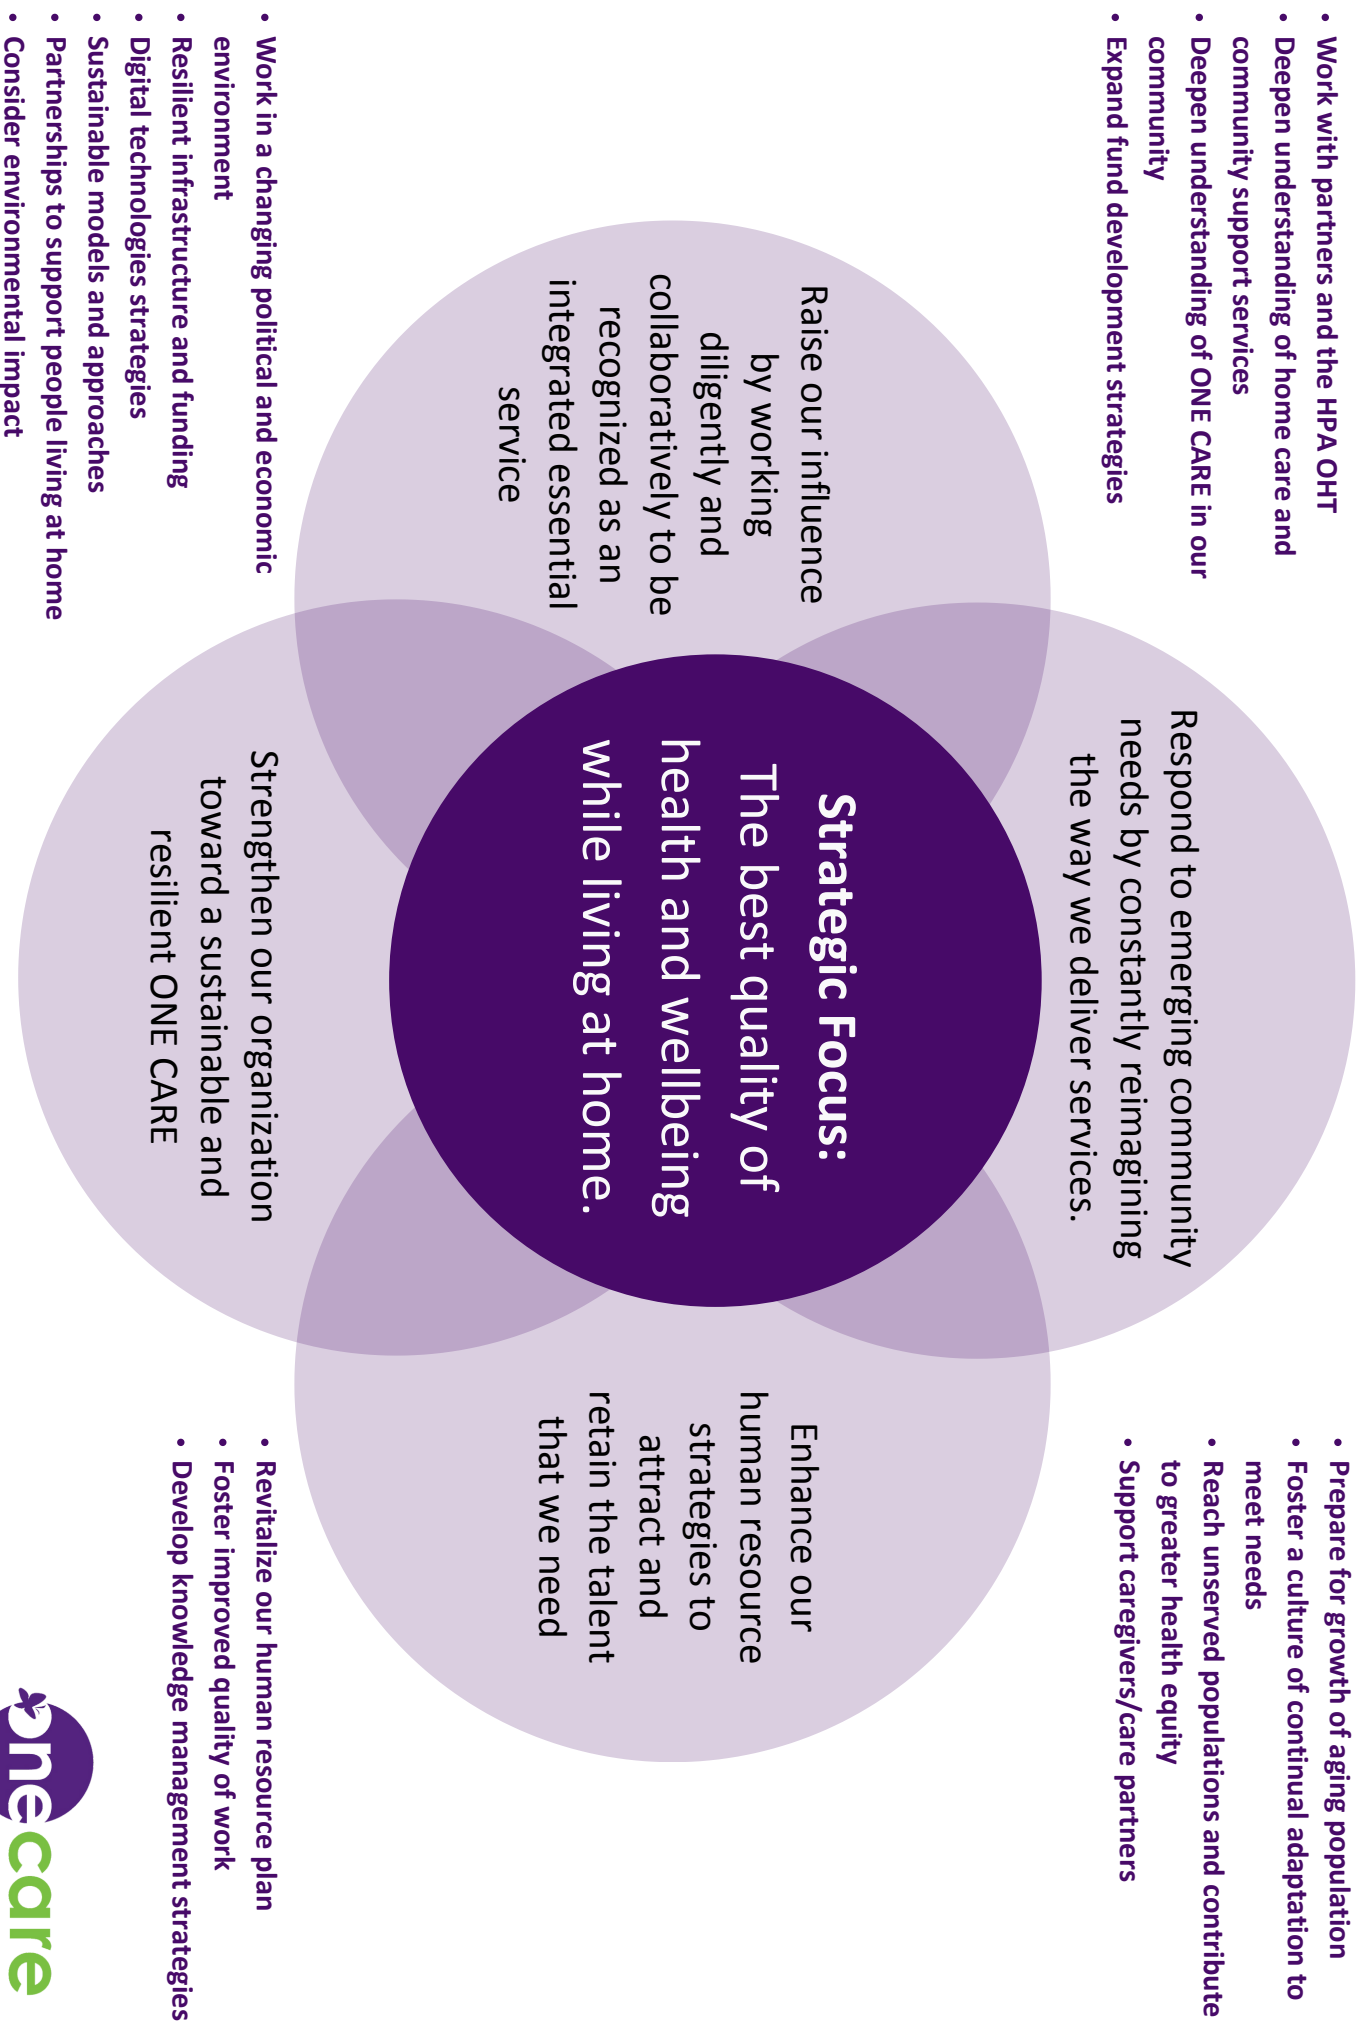 • Work with partners and the HPA OHT
• Deepen understanding of home care and
community support services
• Deepen understanding of ONE CARE in our
community
• Expand fund development strategies
Respond to emerging community
needs by constantly reimagining
the way we deliver services.
• Prepare for growth of aging population
• Foster a culture of continual adaptation to
meet needs
• Reach unserved populations and contribute
to greater health equity
• Support caregivers/care partners
Raise our influence
by working
diligently and
collaboratively to be
recognized as an
integrated essential
service
Strategic Focus:
The best quality of
health and wellbeing
while living at home.
Enhance our
human resource
strategies to
attract and
retain the talent
that we need
• Work in a changing political and economic
environment
• Resilient infrastructure and funding
• Digital technologies strategies
• Sustainable models and approaches
• Partnerships to support people living at home
• Consider environmental impact
Strengthen our organization
toward a sustainable and
resilient ONE CARE
• Revitalize our human resource plan
• Foster improved quality of work
• Develop knowledge management strategies
onecare